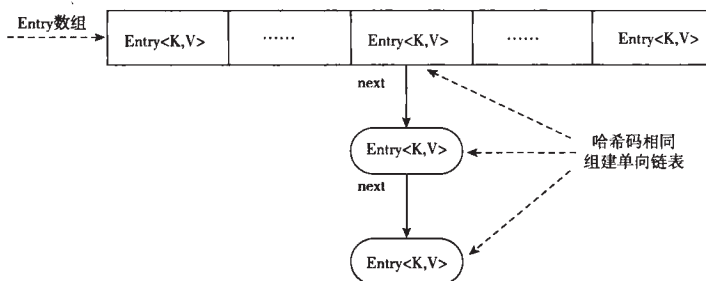 Entry数组
Entry<K,V> …… Entry<K,V> …… Entry<K,V>
next
Entry<K,V>
哈希码相同
组建单向链表
next
Entry<K,V>